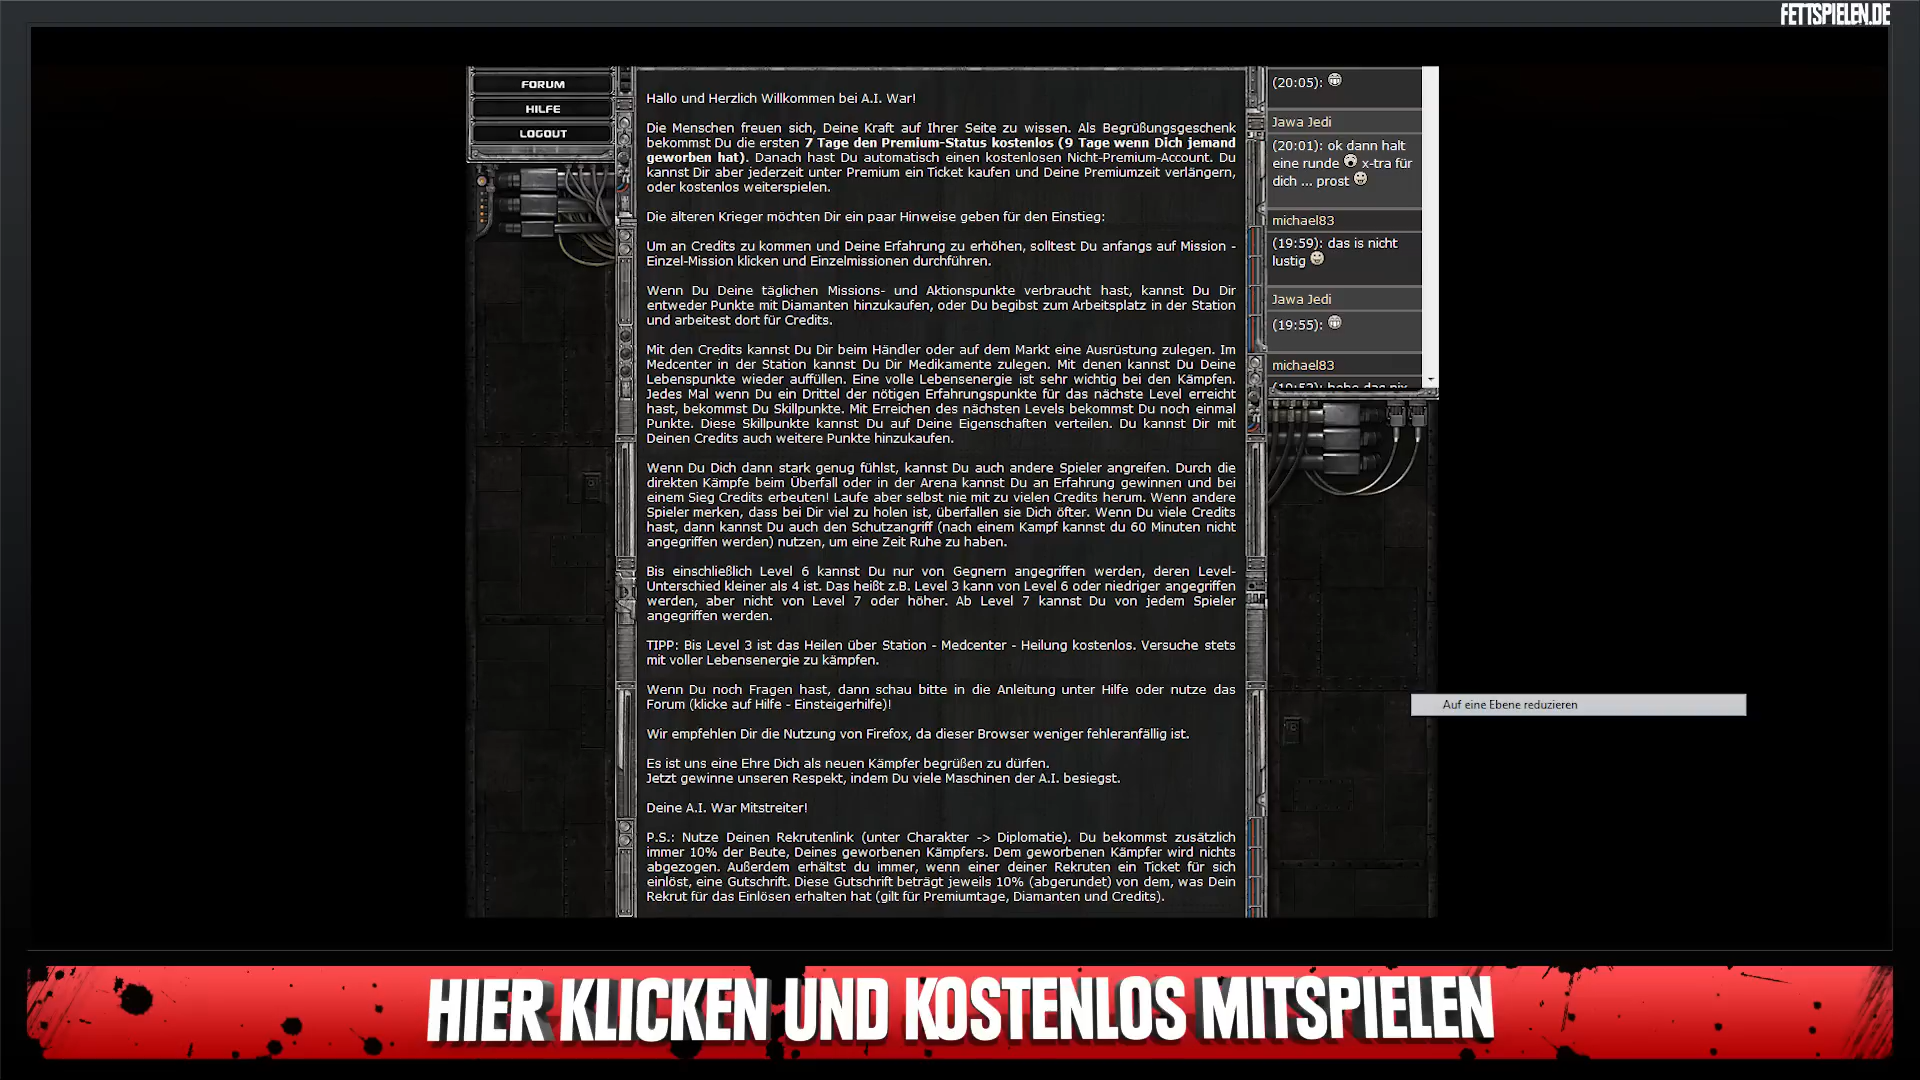 FETTSPIELEN.DE
FORUM
HILFE
LOGOUT
Hallo und Herzlich Willkommen bei A.I. War!
Die Menschen freuen sich, Deine Kraft auf Ihrer Seite zu wissen. Als Begrüßungsgeschenk
bekommst Du die ersten 7 Tage den Premium-Status kostenlos (9 Tage wenn Dich jemand
geworben hat). Danach hast Du automatisch einen kostenlosen Nicht-Premium-Account. Du
kannst Dir aber jederzeit unter Premium ein Ticket kaufen und Deine Premiumzeit verlängern,
oder kostenlos weiterspielen.
Die älteren Krieger möchten Dir ein paar Hinweise geben für den Einstieg:
Um an Credits zu kommen und Deine Erfahrung zu erhöhen, solltest Du anfangs auf Mission -
Einzel-Mission klicken und Einzelmissionen durchführen.
Wenn Du Deine täglichen Missions- und Aktionspunkte verbraucht hast, kannst Du Dir
entweder Punkte mit Diamanten hinzukaufen, oder Du begibst zum Arbeitsplatz in der Station
und arbeitest dort für Credits.
Mit den Credits kannst Du Dir beim Händler oder auf dem Markt eine Ausrüstung zulegen. Im
Medcenter in der Station kannst Du Dir Medikamente zulegen. Mit denen kannst Du Deine
Lebenspunkte wieder auffüllen. Eine volle Lebensenergie ist sehr wichtig bei den Kämpfen.
Jedes Mal wenn Du ein Drittel der nötigen Erfahrungspunkte für das nächste Level erreicht
hast, bekommst Du Skillpunkte. Mit Erreichen des nächsten Levels bekommst Du noch einmal
Punkte. Diese Skillpunkte kannst Du auf Deine Eigenschaften verteilen. Du kannst Dir mit
Deinen Credits auch weitere Punkte hinzukaufen.
Wenn Du Dich dann stark genug fühlst, kannst Du auch andere Spieler angreifen. Durch die
direkten Kämpfe beim Überfall oder in der Arena kannst Du an Erfahrung gewinnen und bei
einem Sieg Credits erbeuten! Laufe aber selbst nie mit zu vielen Credits herum. Wenn andere
Spieler merken, dass bei Dir viel zu holen ist, überfallen sie Dich öfter. Wenn Du viele Credits
hast, dann kannst Du auch den Schutzangriff (nach einem Kampf kannst du 60 Minuten nicht
angegriffen werden) nutzen, um eine Zeit Ruhe zu haben.
Bis einschließlich Level 6 kannst Du nur von Gegnern angegriffen werden, deren Level-
Unterschied kleiner als 4 ist. Das heißt z.B. Level 3 kann von Level 6 oder niedriger angegriffen
werden, aber nicht von Level 7 oder höher. Ab Level 7 kannst Du von jedem Spieler
angegriffen werden.
TIPP: Bis Level 3 ist das Heilen über Station - Medcenter - Heilung kostenlos. Versuche stets
mit voller Lebensenergie zu kämpfen.
Wenn Du noch Fragen hast, dann schau bitte in die Anleitung unter Hilfe oder nutze das
Forum (klicke auf Hilfe - Einsteigerhilfe)!
Wir empfehlen Dir die Nutzung von Firefox, da dieser Browser weniger fehleranfällig ist.
Es ist uns eine Ehre Dich als neuen Kämpfer begrüßen zu dürfen.
Jetzt gewinne unseren Respekt, indem Du viele Maschinen der A.I. besiegst.
Deine A.I. War Mitstreiter!
P.S.: Nutze Deinen Rekrutenlink (unter Charakter -> Diplomatie). Du bekommst zusätzlich
immer 10% der Beute, Deines geworbenen Kämpfers. Dem geworbenen Kämpfer wird nichts
abgezogen. Außerdem erhältst du immer, wenn einer deiner Rekruten ein Ticket für sich
einlöst, eine Gutschrift. Diese Gutschrift beträgt jeweils 10% (abgerundet) von dem, was Dein
Rekrut für das Einlösen erhalten hat (gilt für Premiumtage, Diamanten und Credits).
(20:05):
Jawa Jedi
(20:01): ok dann halt
eine runde x-tra für
dich ... prost
michael83
(19:59): das is nicht
lustig
Jawa Jedi
(19:55):
michael83
(19:53): hehe das nix
Auf eine Ebene reduzieren
HIER KLICKEN UND KOSTENLOS MITSPIELEN